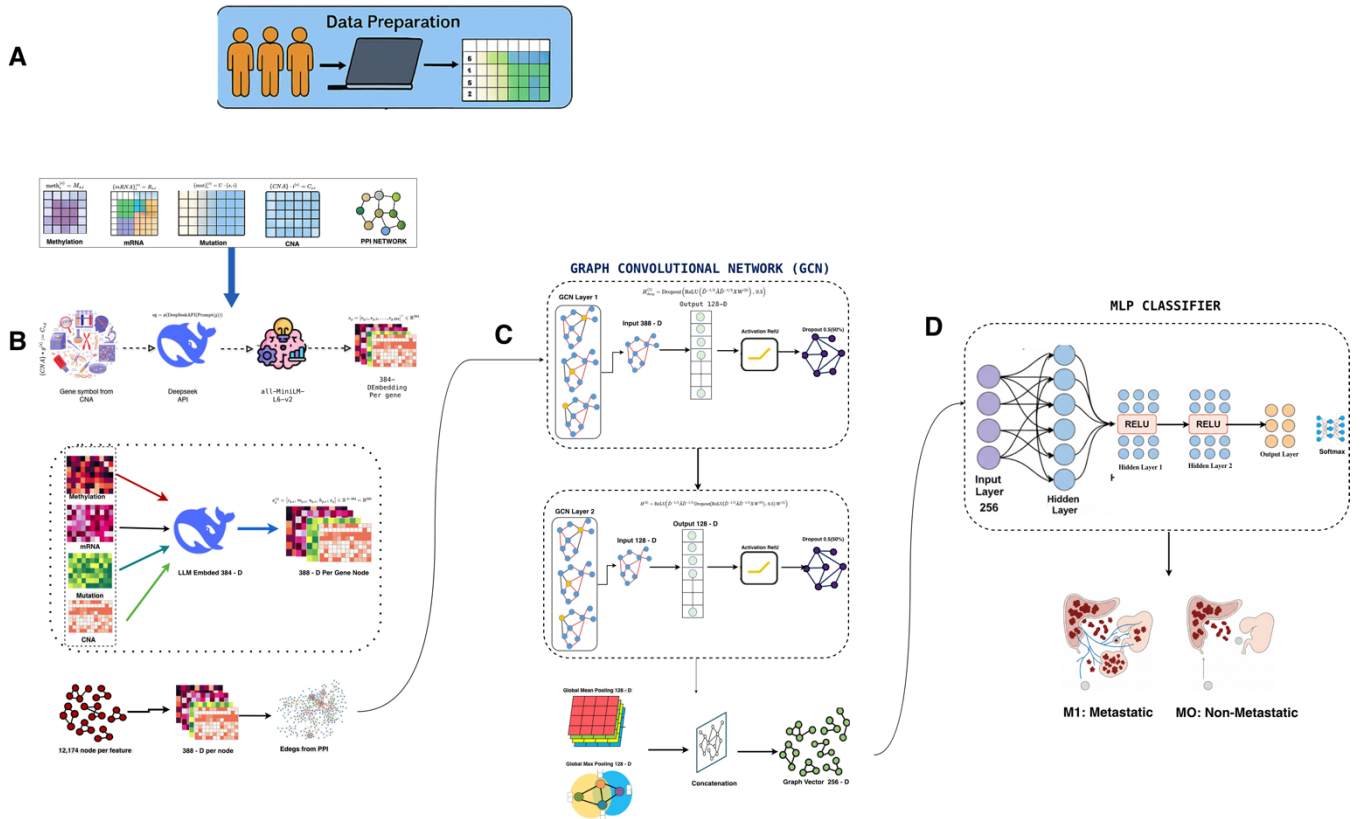 A
Data Preparation
6
1
5
2
Methylation
mRNA
Mutation
CNA
PPI NETWORK
B
Gene symbol from
CNA
Deepseek
API
all-MiniLM-
L6-v2
384-
DEmbedding
Per gene
Methylation
mRNA
Mutation
CNA
LLM Embded 384 - D
388 - D Per Gene Node
12,174 node per feature
388 - D per node
Edegs from PPI
C
GRAPH CONVOLUTIONAL NETWORK (GCN)
GCN Layer 1
Input 388 - D
Output 128-D
Activation RelU
Dropout 0.5(50%)
GCN Layer 2
Input 128 - D
Output 128 - D
Activation RelU
Dropout 0.5(50%)
Global Mean Pooling 128 - D
Global Max Pooling 128 - D
Concatenation
Graph Vector 256 - D
D
MLP CLASSIFIER
Input
Layer
256
Hidden
Layer
RELU
Hidden Layer 1
RELU
Hidden Layer 2
Output Layer
Softmax
M1: Metastatic
MO: Non-Metastatic